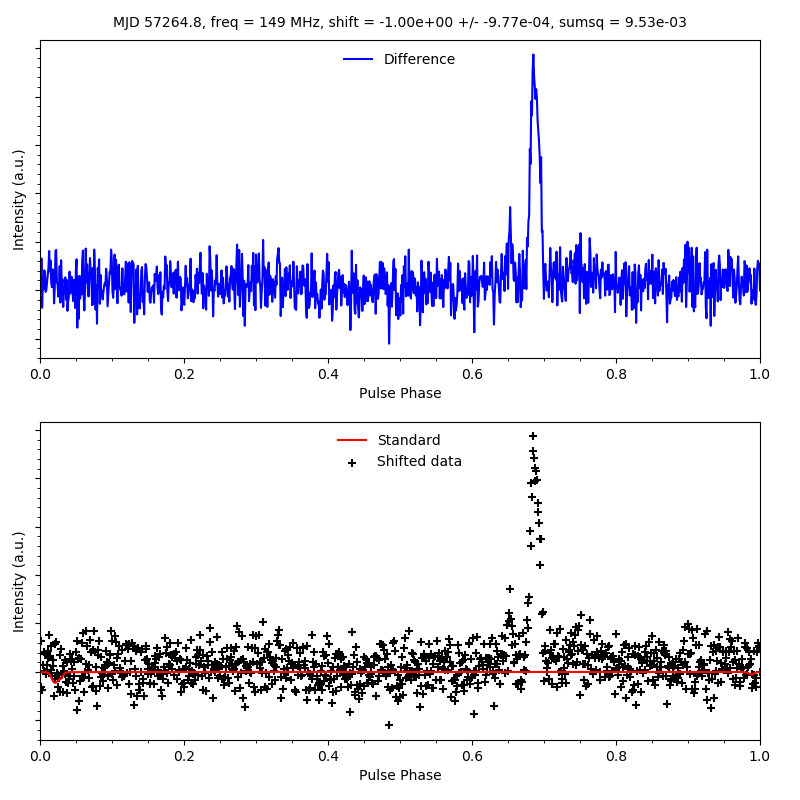 MJD 57264.8, freq = 149 MHz, shift = -1.00e+00 +/- -9.77e-04, sumsq = 9.53e-03
Difference
Intensity (a.u.)
0.0 0.2 0.4 0.6 0.8 1.0
Pulse Phase
Standard
Shifted data
Intensity (a.u.)
0.0 0.2 0.4 0.6 0.8 1.0
Pulse Phase